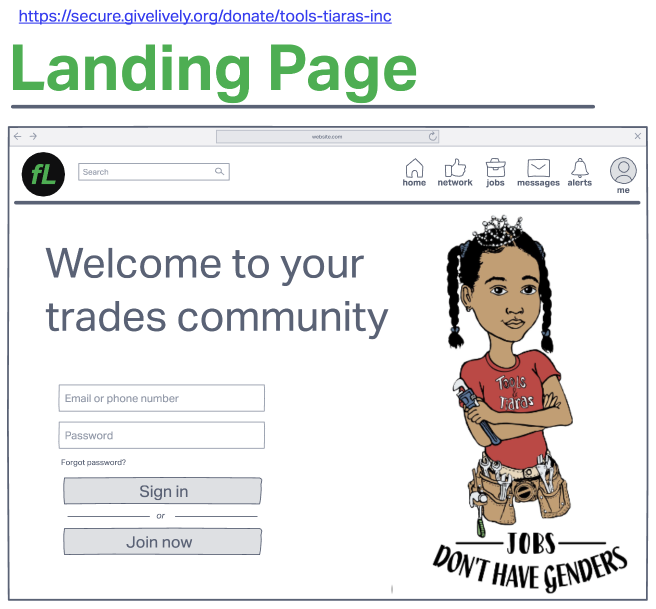 https://secure.givelively.org/donate/tools-tiaras-inc
Landing Page
website.com
fL
Search
home network jobs messages alerts me
Welcome to your
trades community
Email or phone number
Password
Forgot password?
Sign in
or
Join now
Tools
Tiaras
JOBS
DON'T HAVE GENDERS